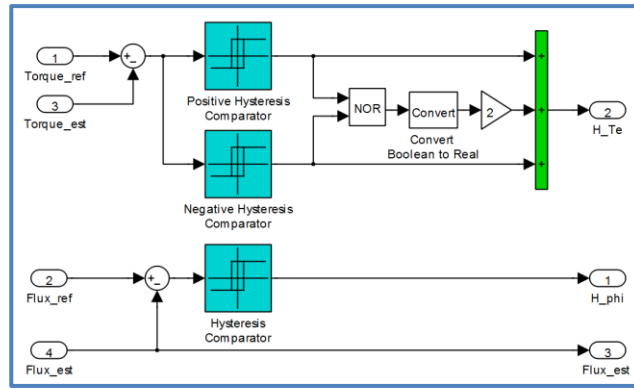 1
Torque_ref
3
Torque_est
+
-
Positive Hysteresis
Comparator
NOR
Convert
Convert
Boolean to Real
2
+
+
+
2
H_Te
Negative Hysteresis
Comparator
2
Flux_ref
+
-
Hysteresis
Comparator
1
H_phi
4
Flux_est
3
Flux_est